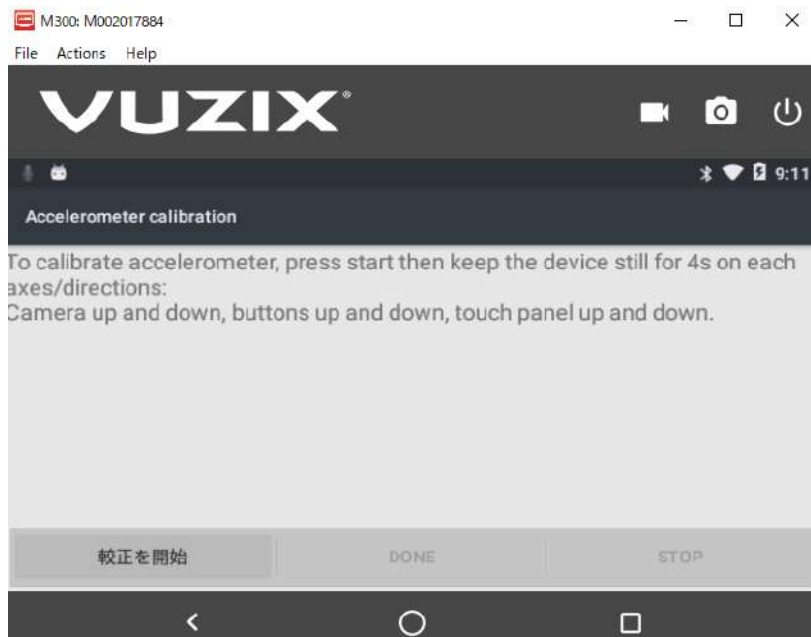 M300: M002017884
File Actions Help
VUZIX®
9:11
Accelerometer calibration
To calibrate accelerometer, press start then keep the device still for 4s on each
axes/directions:
Camera up and down, buttons up and down, touch panel up and down.
較正を開始 DONE STOP